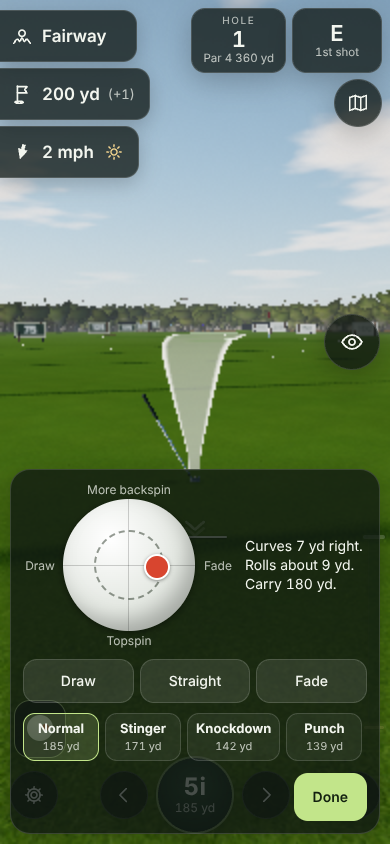 Fairway
HOLE
1
Par 4 360 yd
E
1st shot
200 yd (+1)
2 mph
75
More backspin
Draw
Fade
Topspin
Curves 7 yd right.
Rolls about 9 yd.
Carry 180 yd.
Draw
Straight
Fade
Normal
185 yd
Stinger
171 yd
Knockdown
142 yd
Punch
139 yd
5i
185 yd
Done